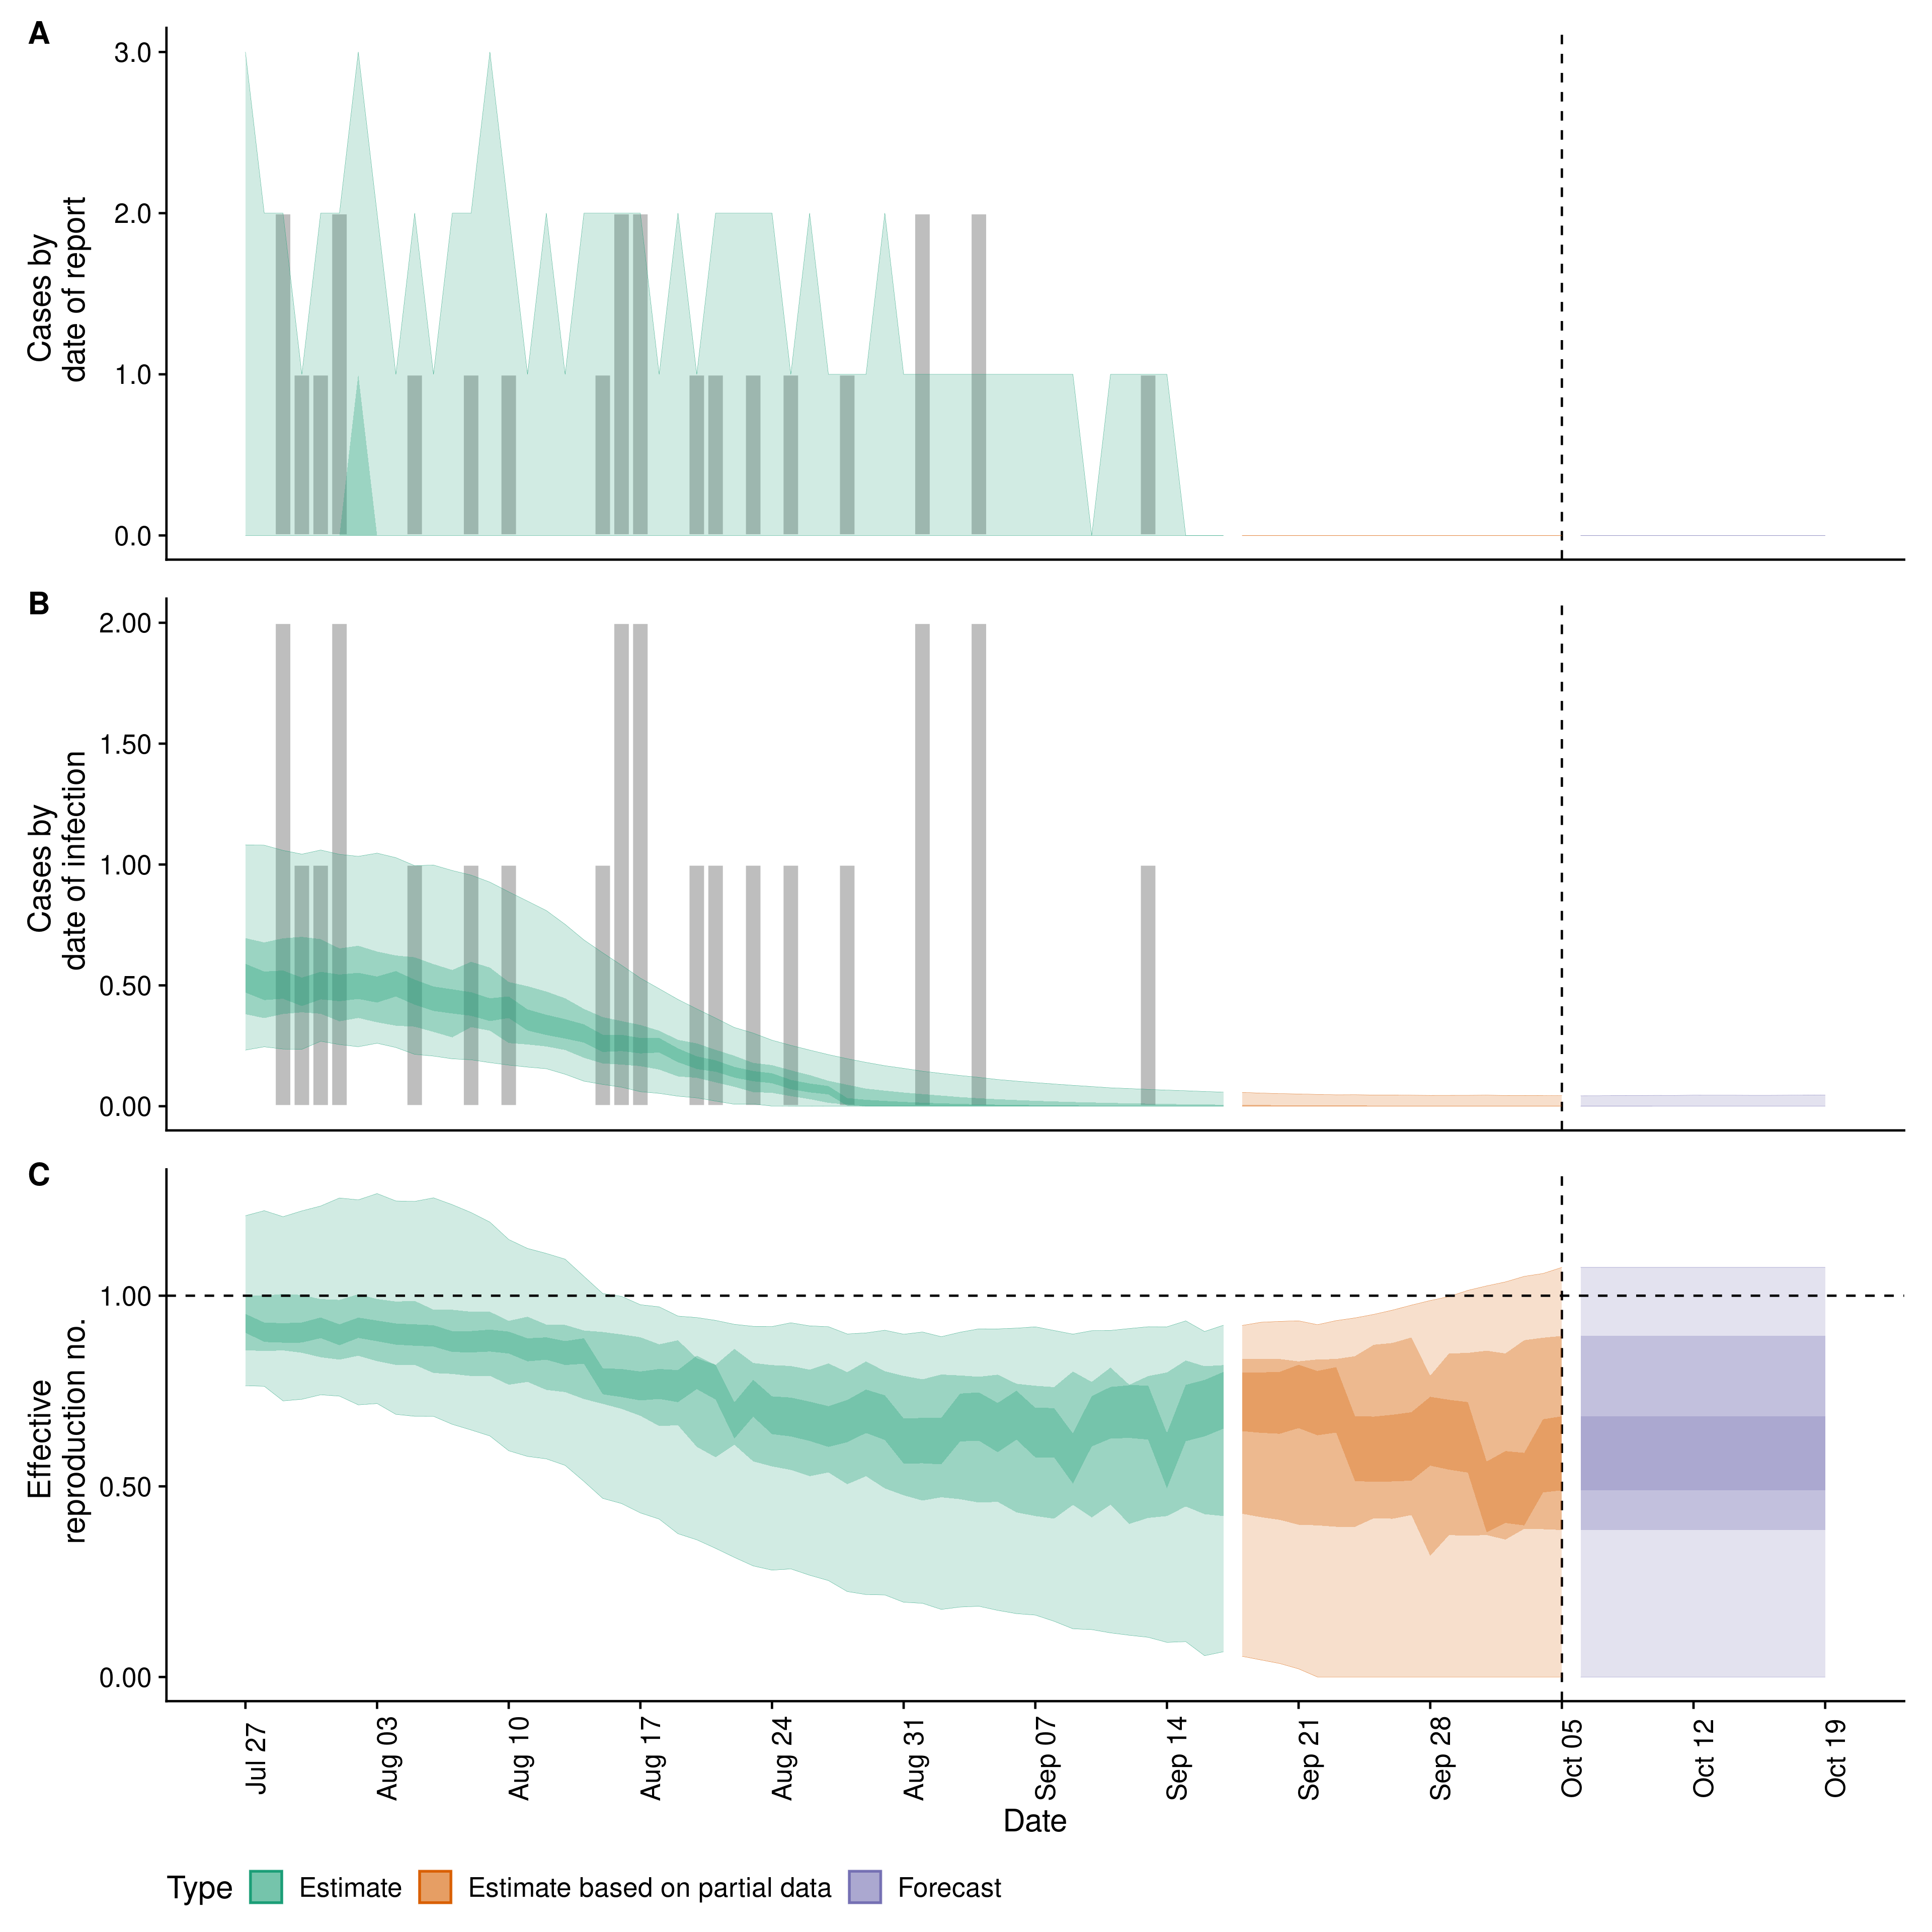 A
3.0
2.0
1.0
0.0
Cases by
date of report
B
2.00
1.50
1.00
0.50
0.00
Cases by
date of infection
C
1.00
0.50
0.00
Effective
reproduction no.
Jul 27
Aug 03
Aug 10
Aug 17
Aug 24
Aug 31
Sep 07
Sep 14
Sep 21
Sep 28
Oct 05
Oct 12
Oct 19
Date
Type Estimate Estimate based on partial data Forecast